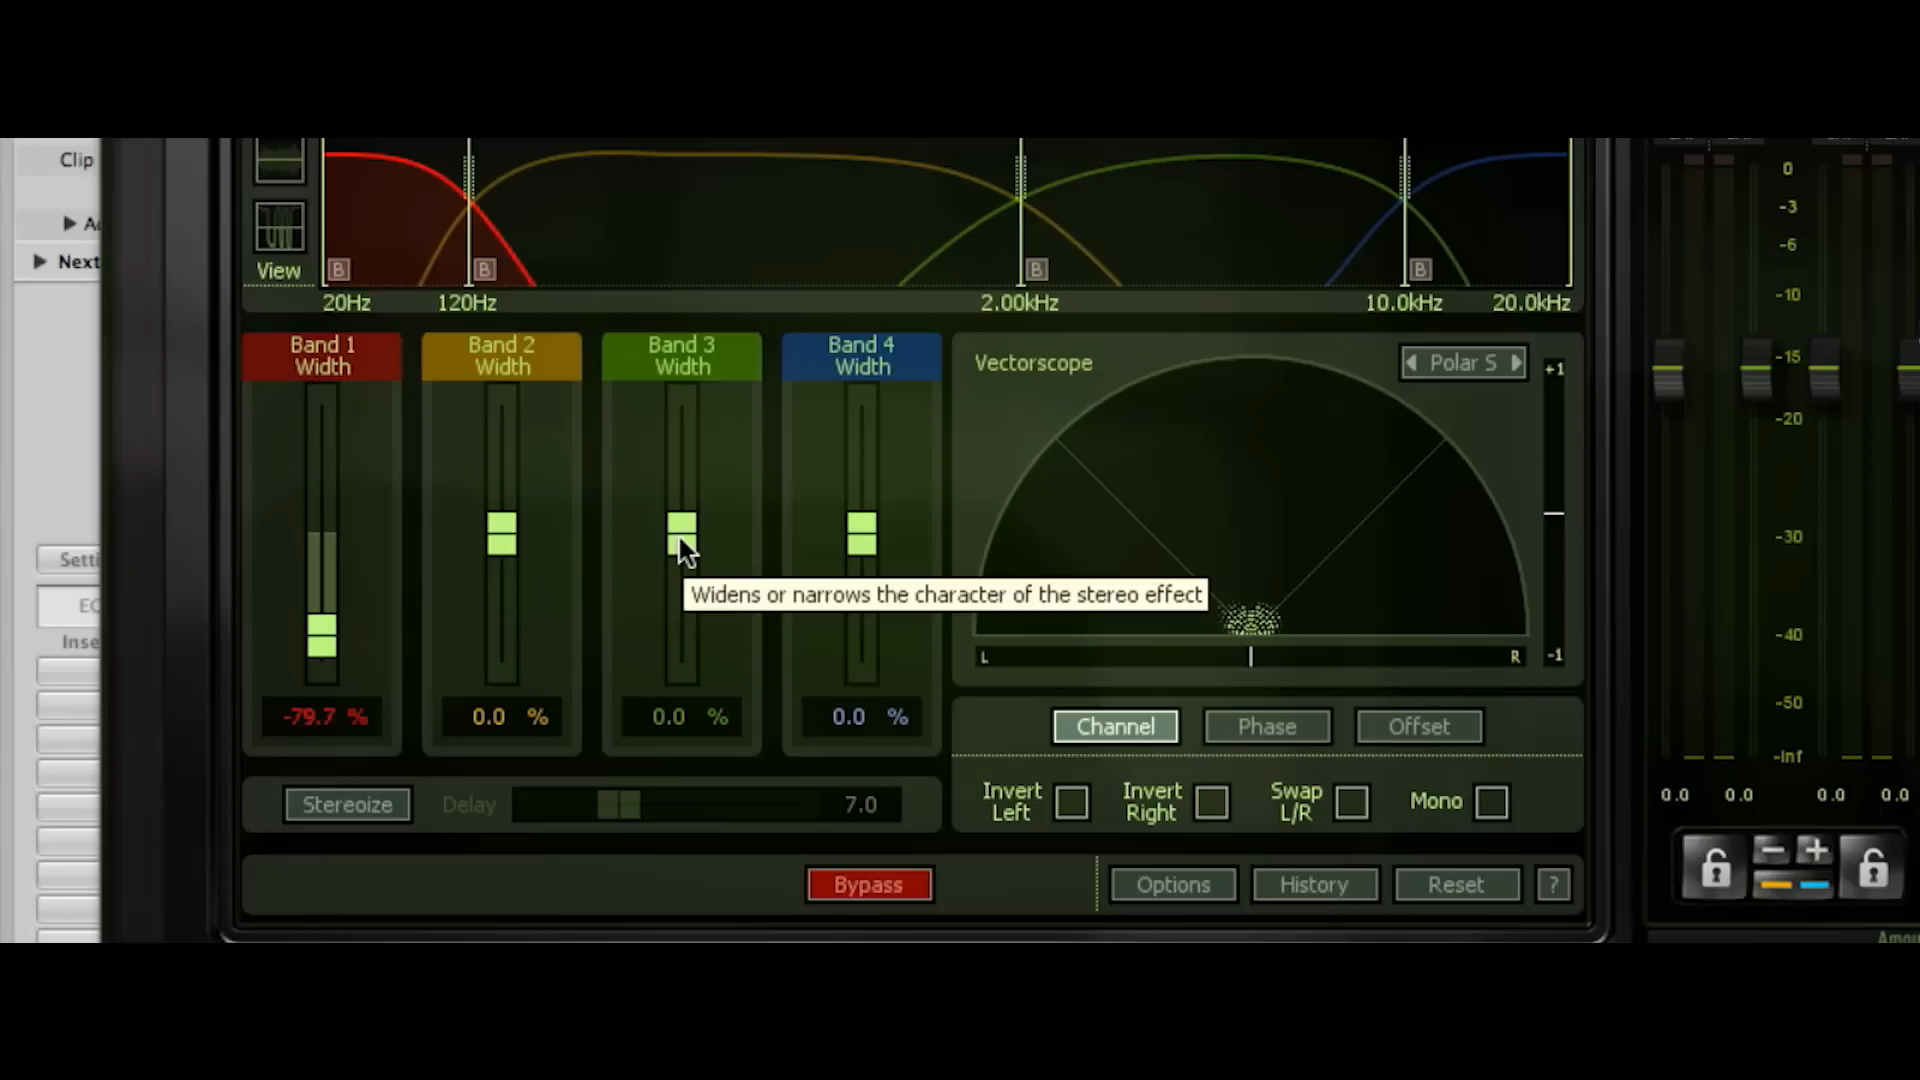 Clip
Next
Setti
Inse
View
B
B
B
B
20Hz
120Hz
2.00kHz
10.0kHz
20.0kHz
Band 1
Width
Band 2
Width
Band 3
Width
Band 4
Width
-79.7 %
0.0 %
0.0 %
0.0 %
Widens or narrows the character of the stereo effect
Stereoize
Delay
7.0
Vectorscope
Polar S
+1
L
R
-1
Channel
Phase
Offset
Invert
Left
Invert
Right
Swap
L/R
Mono
Bypass
Options
History
Reset
?
0
-3
-6
-10
-15
-20
-30
-40
-50
-Inf
0.0
0.0
0.0
0.0